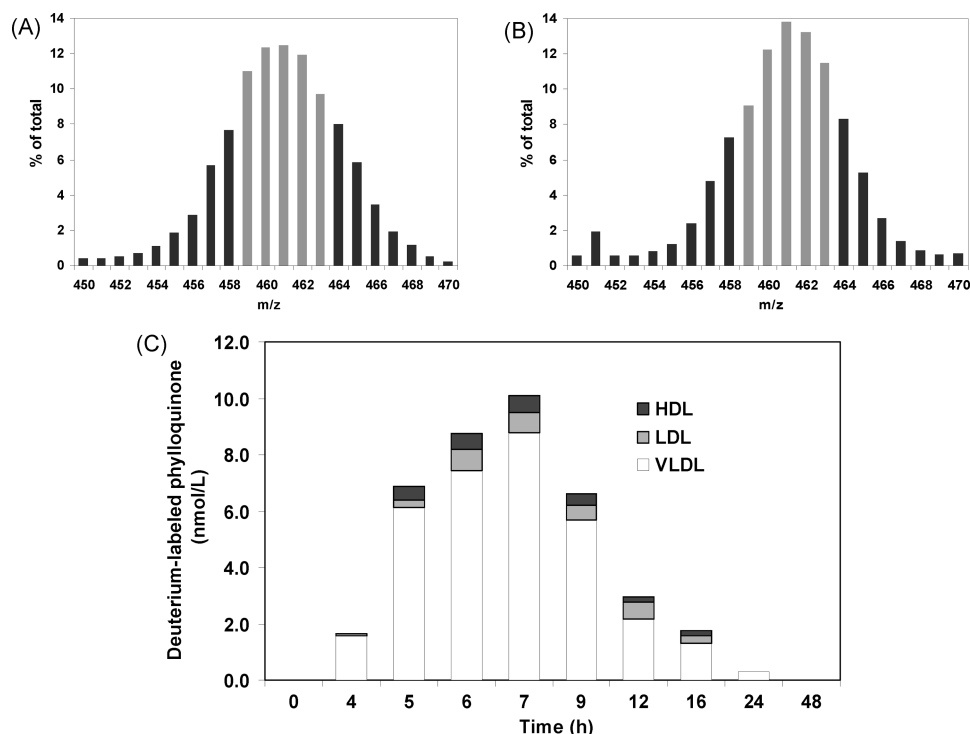 (A)
14
12
10
8
6
4
2
0
% of total
450 452 454 456 458 460 462 464 466 468 470
m/z
(B)
14
12
10
8
6
4
2
0
% of total
450 452 454 456 458 460 462 464 466 468 470
m/z
(C)
12.0
10.0
8.0
6.0
4.0
2.0
0.0
Deuterium-labeled phylloquinone
(nmol/L)
HDL
LDL
VLDL
0 4 5 6 7 9 12 16 24 48
Time (h)